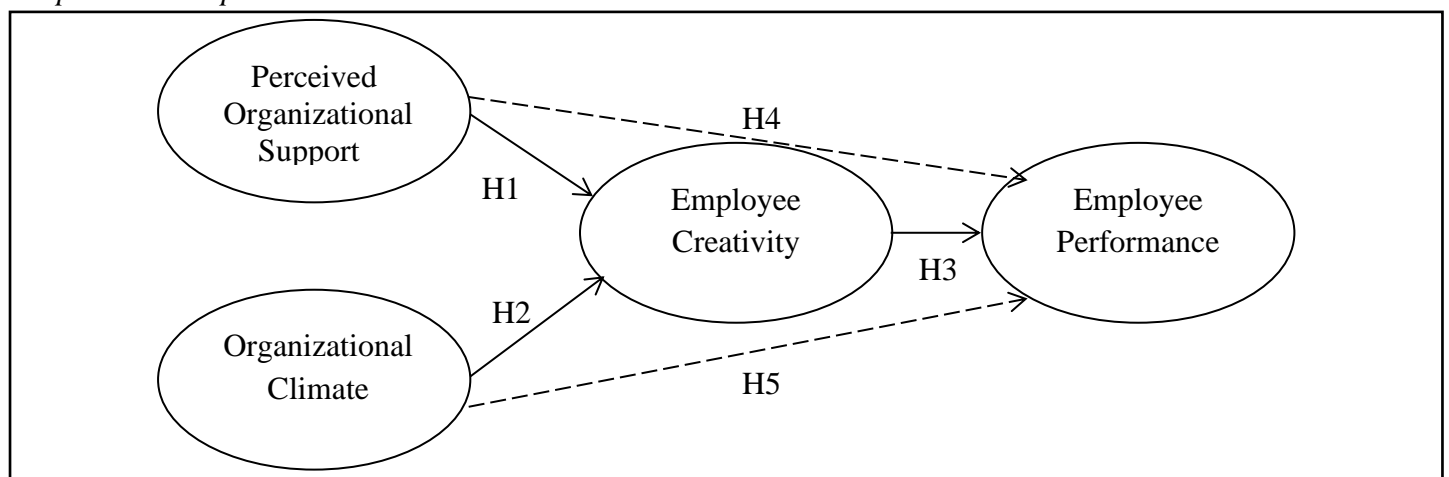 Perceived
Organizational
Support
H4
H1
Employee
Creativity
Employee
Performance
H3
H2
Organizational
Climate
H5